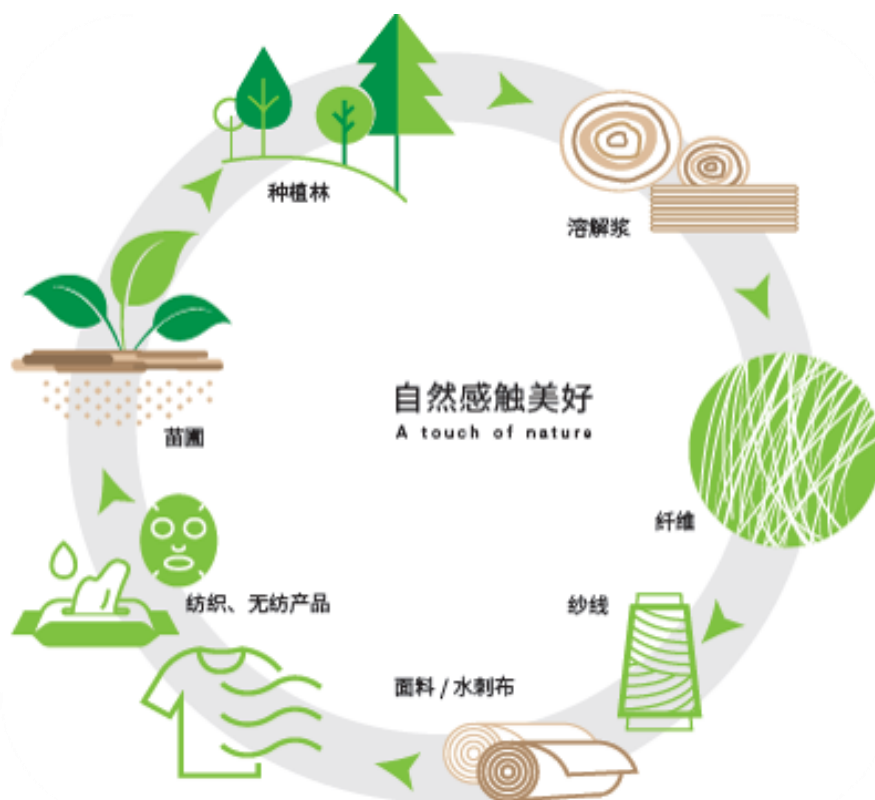 种植林
溶解浆
自然感触美好
A touch of nature
苗圃
纤维
纺织、无纺产品
纱线
面料 / 水刺布